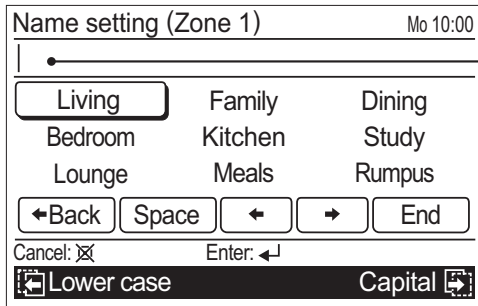 Name setting (Zone 1) Mo 10:00
Living Family Dining
Bedroom Kitchen Study
Lounge Meals Rumpus
←Back Space ← → End
Cancel: Enter: ↵
Lower case Capital